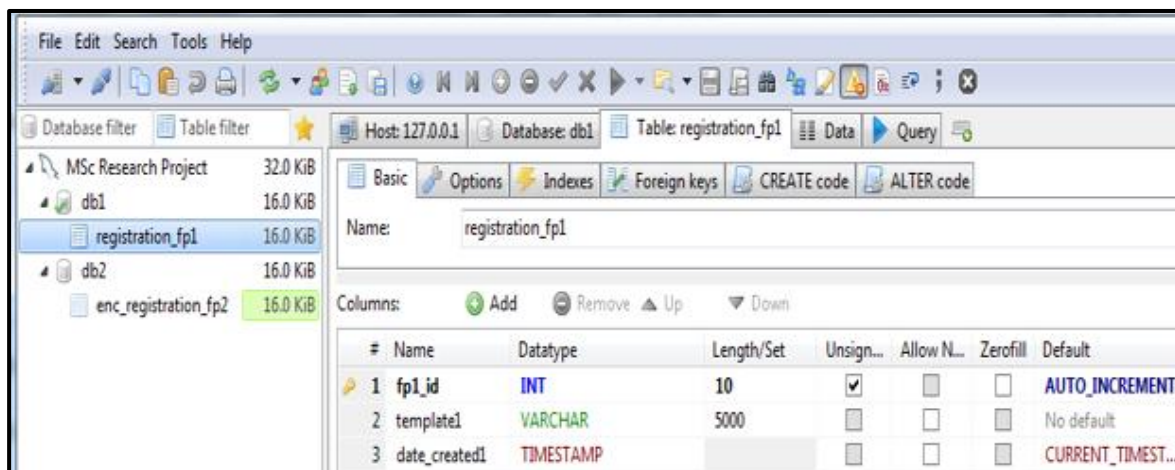 File Edit Search Tools Help
Database filter Table filter
Host: 127.0.0.1 Database: db1 Table: registration_fp1 Data Query
MSc Research Project 32.0 KiB
db1 16.0 KiB
registration_fp1 16.0 KiB
db2 16.0 KiB
enc_registration_fp2 16.0 KiB
Basic Options Indexes Foreign keys CREATE code ALTER code
Name: registration_fp1
Columns: Add Remove Up Down
# Name Datatype Length/Set Unsign... Allow N... Zerofill Default
1 fp1_id INT 10 AUTO_INCREMENT
2 template1 VARCHAR 5000 No default
3 date_created1 TIMESTAMP CURRENT_TIMEST...